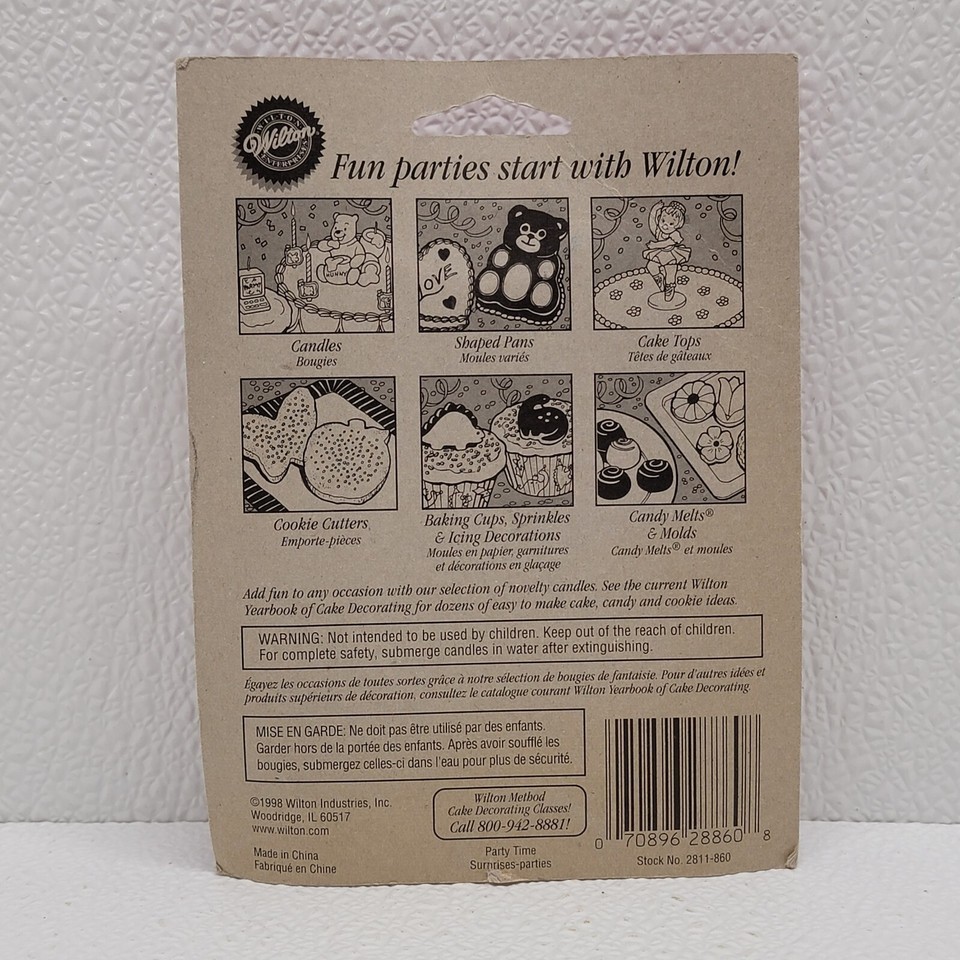 WILTON
Wilton
ENTERPRISES
Fun parties start with Wilton!
HUNNY
LOVE
Candles
Bougies
Shaped Pans
Moules variés
Cake Tops
Têtes de gâteaux
Cookie Cutters
Emporte-pièces
Baking Cups, Sprinkles
& Icing Decorations
Moules en papier, garnitures
et décorations en glaçage
Candy Melts®
& Molds
Candy Melts® et moules
Add fun to any occasion with our selection of novelty candles. See the current Wilton
Yearbook of Cake Decorating for dozens of easy to make cake, candy and cookie ideas.
WARNING: Not intended to be used by children. Keep out of the reach of children.
For complete safety, submerge candles in water after extinguishing.
Égayez les occasions de toutes sortes grâce à notre sélection de bougies de fantaisie. Pour d'autres idées et
produits supérieurs de décoration, consultez le catalogue courant Wilton Yearbook of Cake Decorating.
MISE EN GARDE: Ne doit pas être utilisé par des enfants.
Garder hors de la portée des enfants. Après avoir soufflé les
bougies, submergez celles-ci dans l'eau pour plus de sécurité.
©1998 Wilton Industries, Inc.
Woodridge, IL 60517
www.wilton.com
Made in China
Fabriqué en Chine
Wilton Method
Cake Decorating Classes!
Call 800-942-8881!
Party Time
Surprises-parties
0 70896 28860 8
Stock No. 2811-860